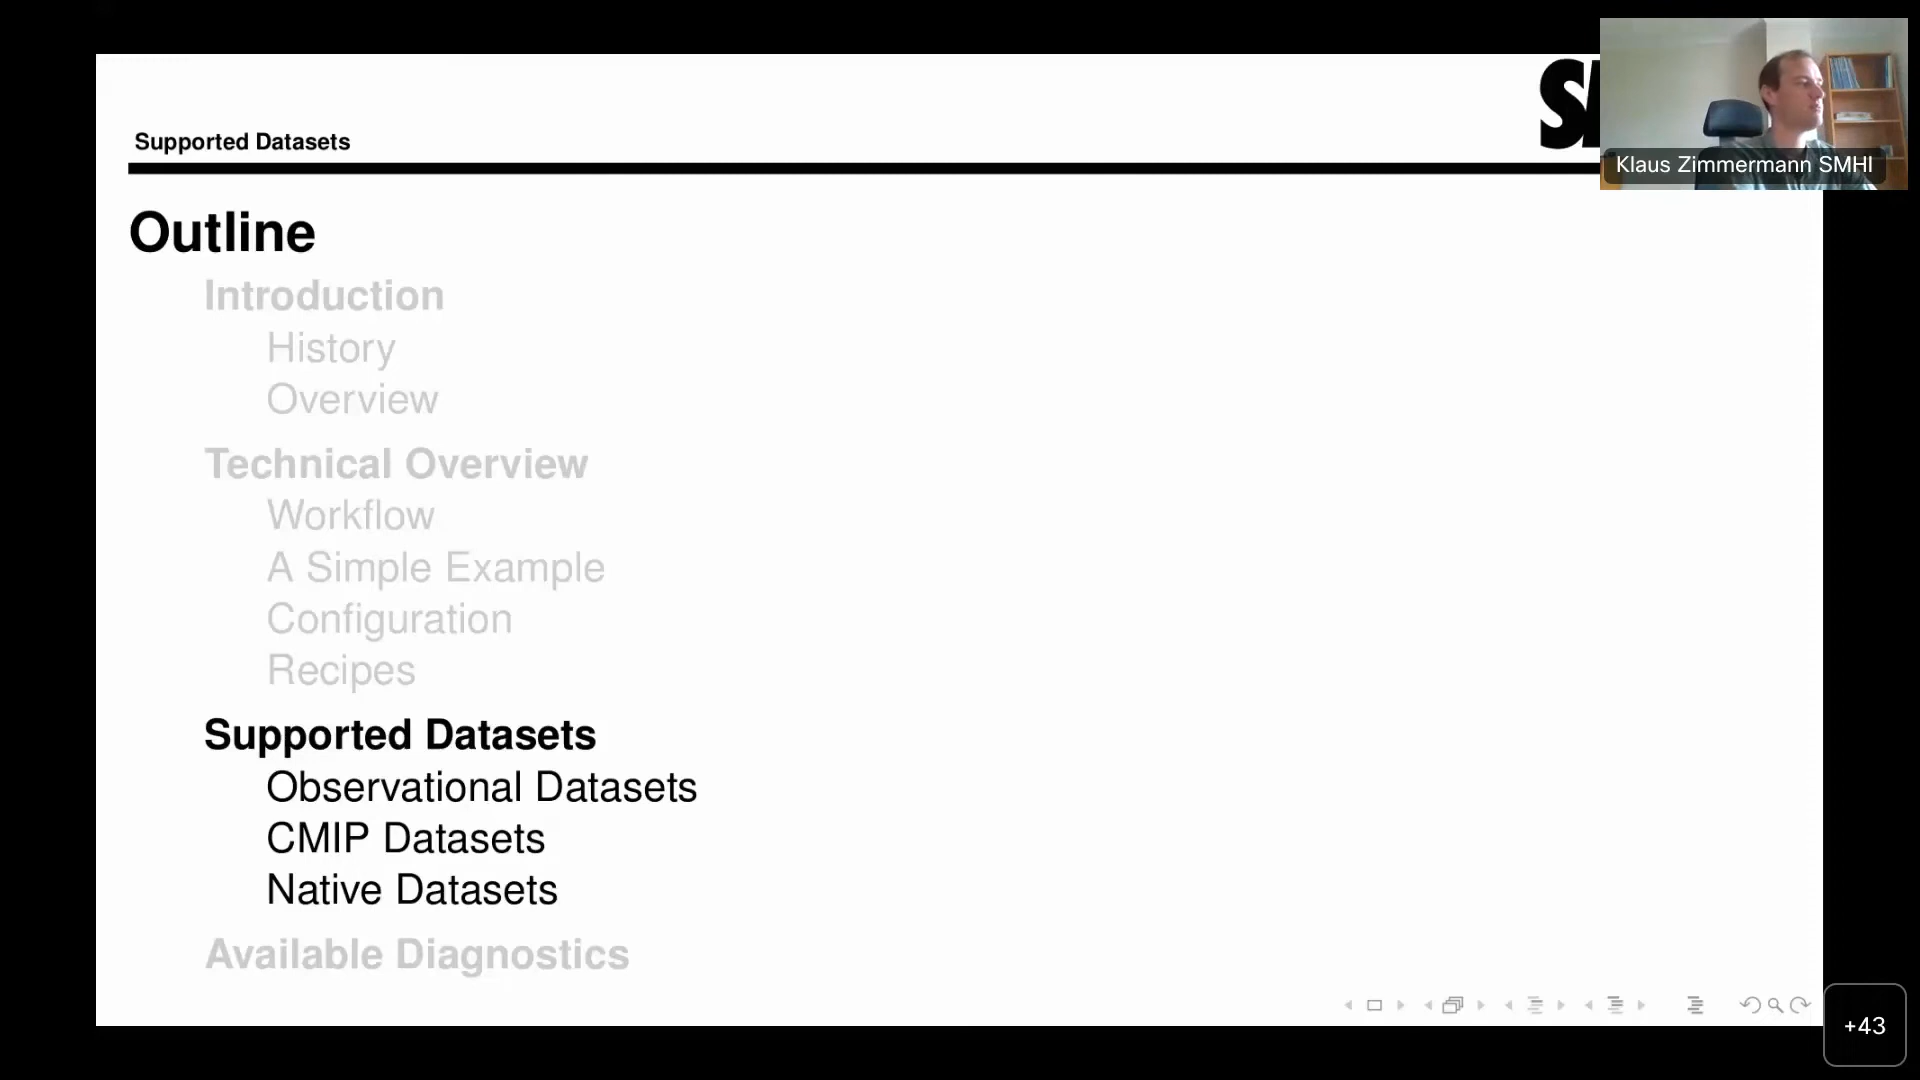 Supported Datasets
Klaus Zimmermann SMHI
Outline
Introduction
History
Overview
Technical Overview
Workflow
A Simple Example
Configuration
Recipes
Supported Datasets
Observational Datasets
CMIP Datasets
Native Datasets
Available Diagnostics
+43